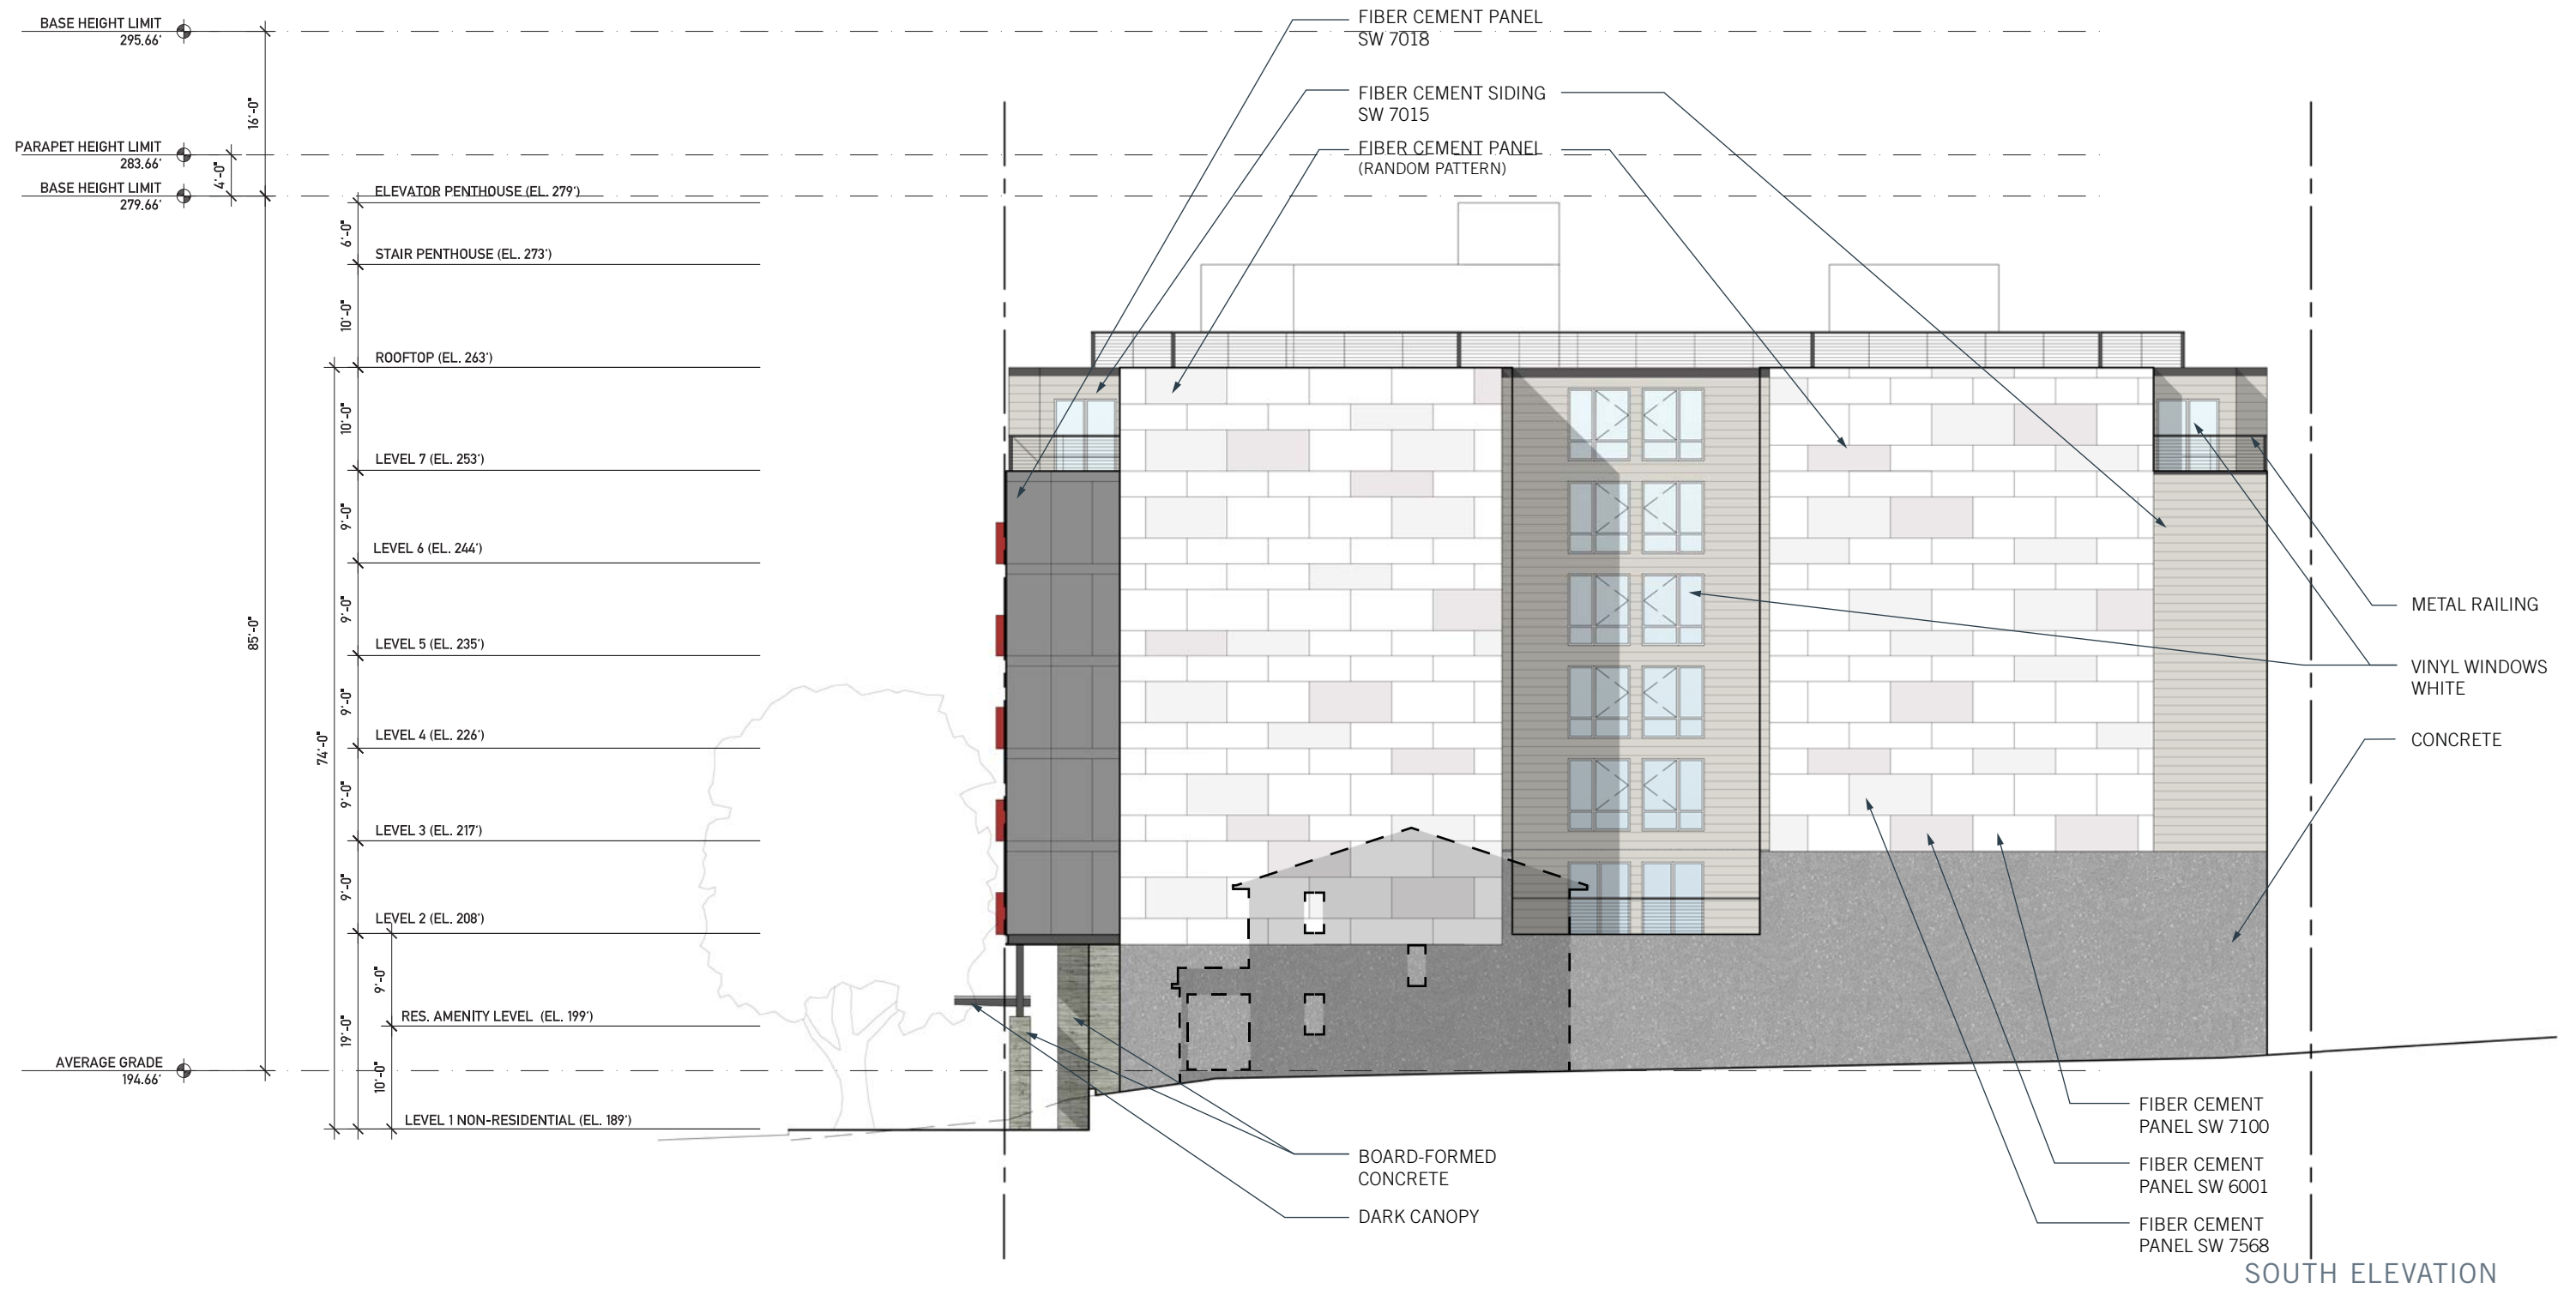 BASE HEIGHT LIMIT
295.66'
16'-0"
PARAPET HEIGHT LIMIT
283.66'
4'-0"
BASE HEIGHT LIMIT
279.66'
85'-0"
AVERAGE GRADE
194.66'
ELEVATOR PENTHOUSE (EL. 279')
6'-0"
STAIR PENTHOUSE (EL. 273')
10'-0"
ROOFTOP (EL. 263')
10'-0"
LEVEL 7 (EL. 253')
9'-0"
LEVEL 6 (EL. 244')
9'-0"
LEVEL 5 (EL. 235')
9'-0"
LEVEL 4 (EL. 226')
9'-0"
LEVEL 3 (EL. 217')
9'-0"
LEVEL 2 (EL. 208')
74'-0"
9'-0"
RES. AMENITY LEVEL (EL. 199')
19'-0"
10'-0"
LEVEL 1 NON-RESIDENTIAL (EL. 189')
FIBER CEMENT PANEL
SW 7018
FIBER CEMENT SIDING
SW 7015
FIBER CEMENT PANEL
(RANDOM PATTERN)
METAL RAILING
VINYL WINDOWS
WHITE
CONCRETE
BOARD-FORMED
CONCRETE
DARK CANOPY
FIBER CEMENT
PANEL SW 7100
FIBER CEMENT
PANEL SW 6001
FIBER CEMENT
PANEL SW 7568
SOUTH ELEVATION